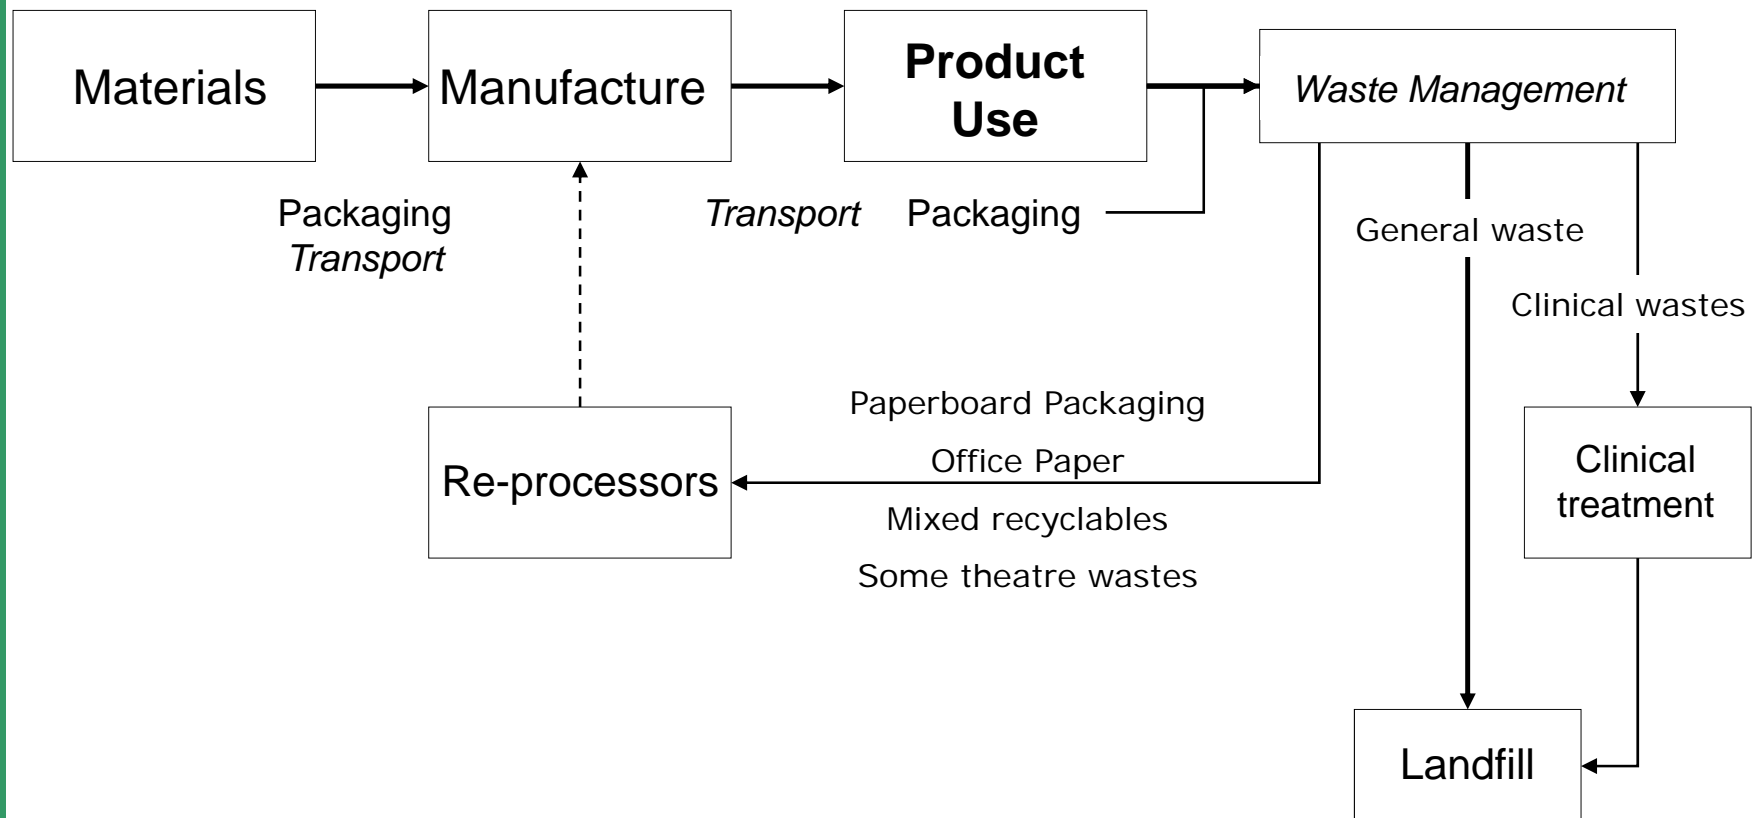 Materials
Manufacture
Product
Use
Waste Management
Packaging
Transport
Transport
Packaging
General waste
Clinical wastes
Paperboard Packaging
Office Paper
Mixed recyclables
Some theatre wastes
Re-processors
Clinical
treatment
Landfill